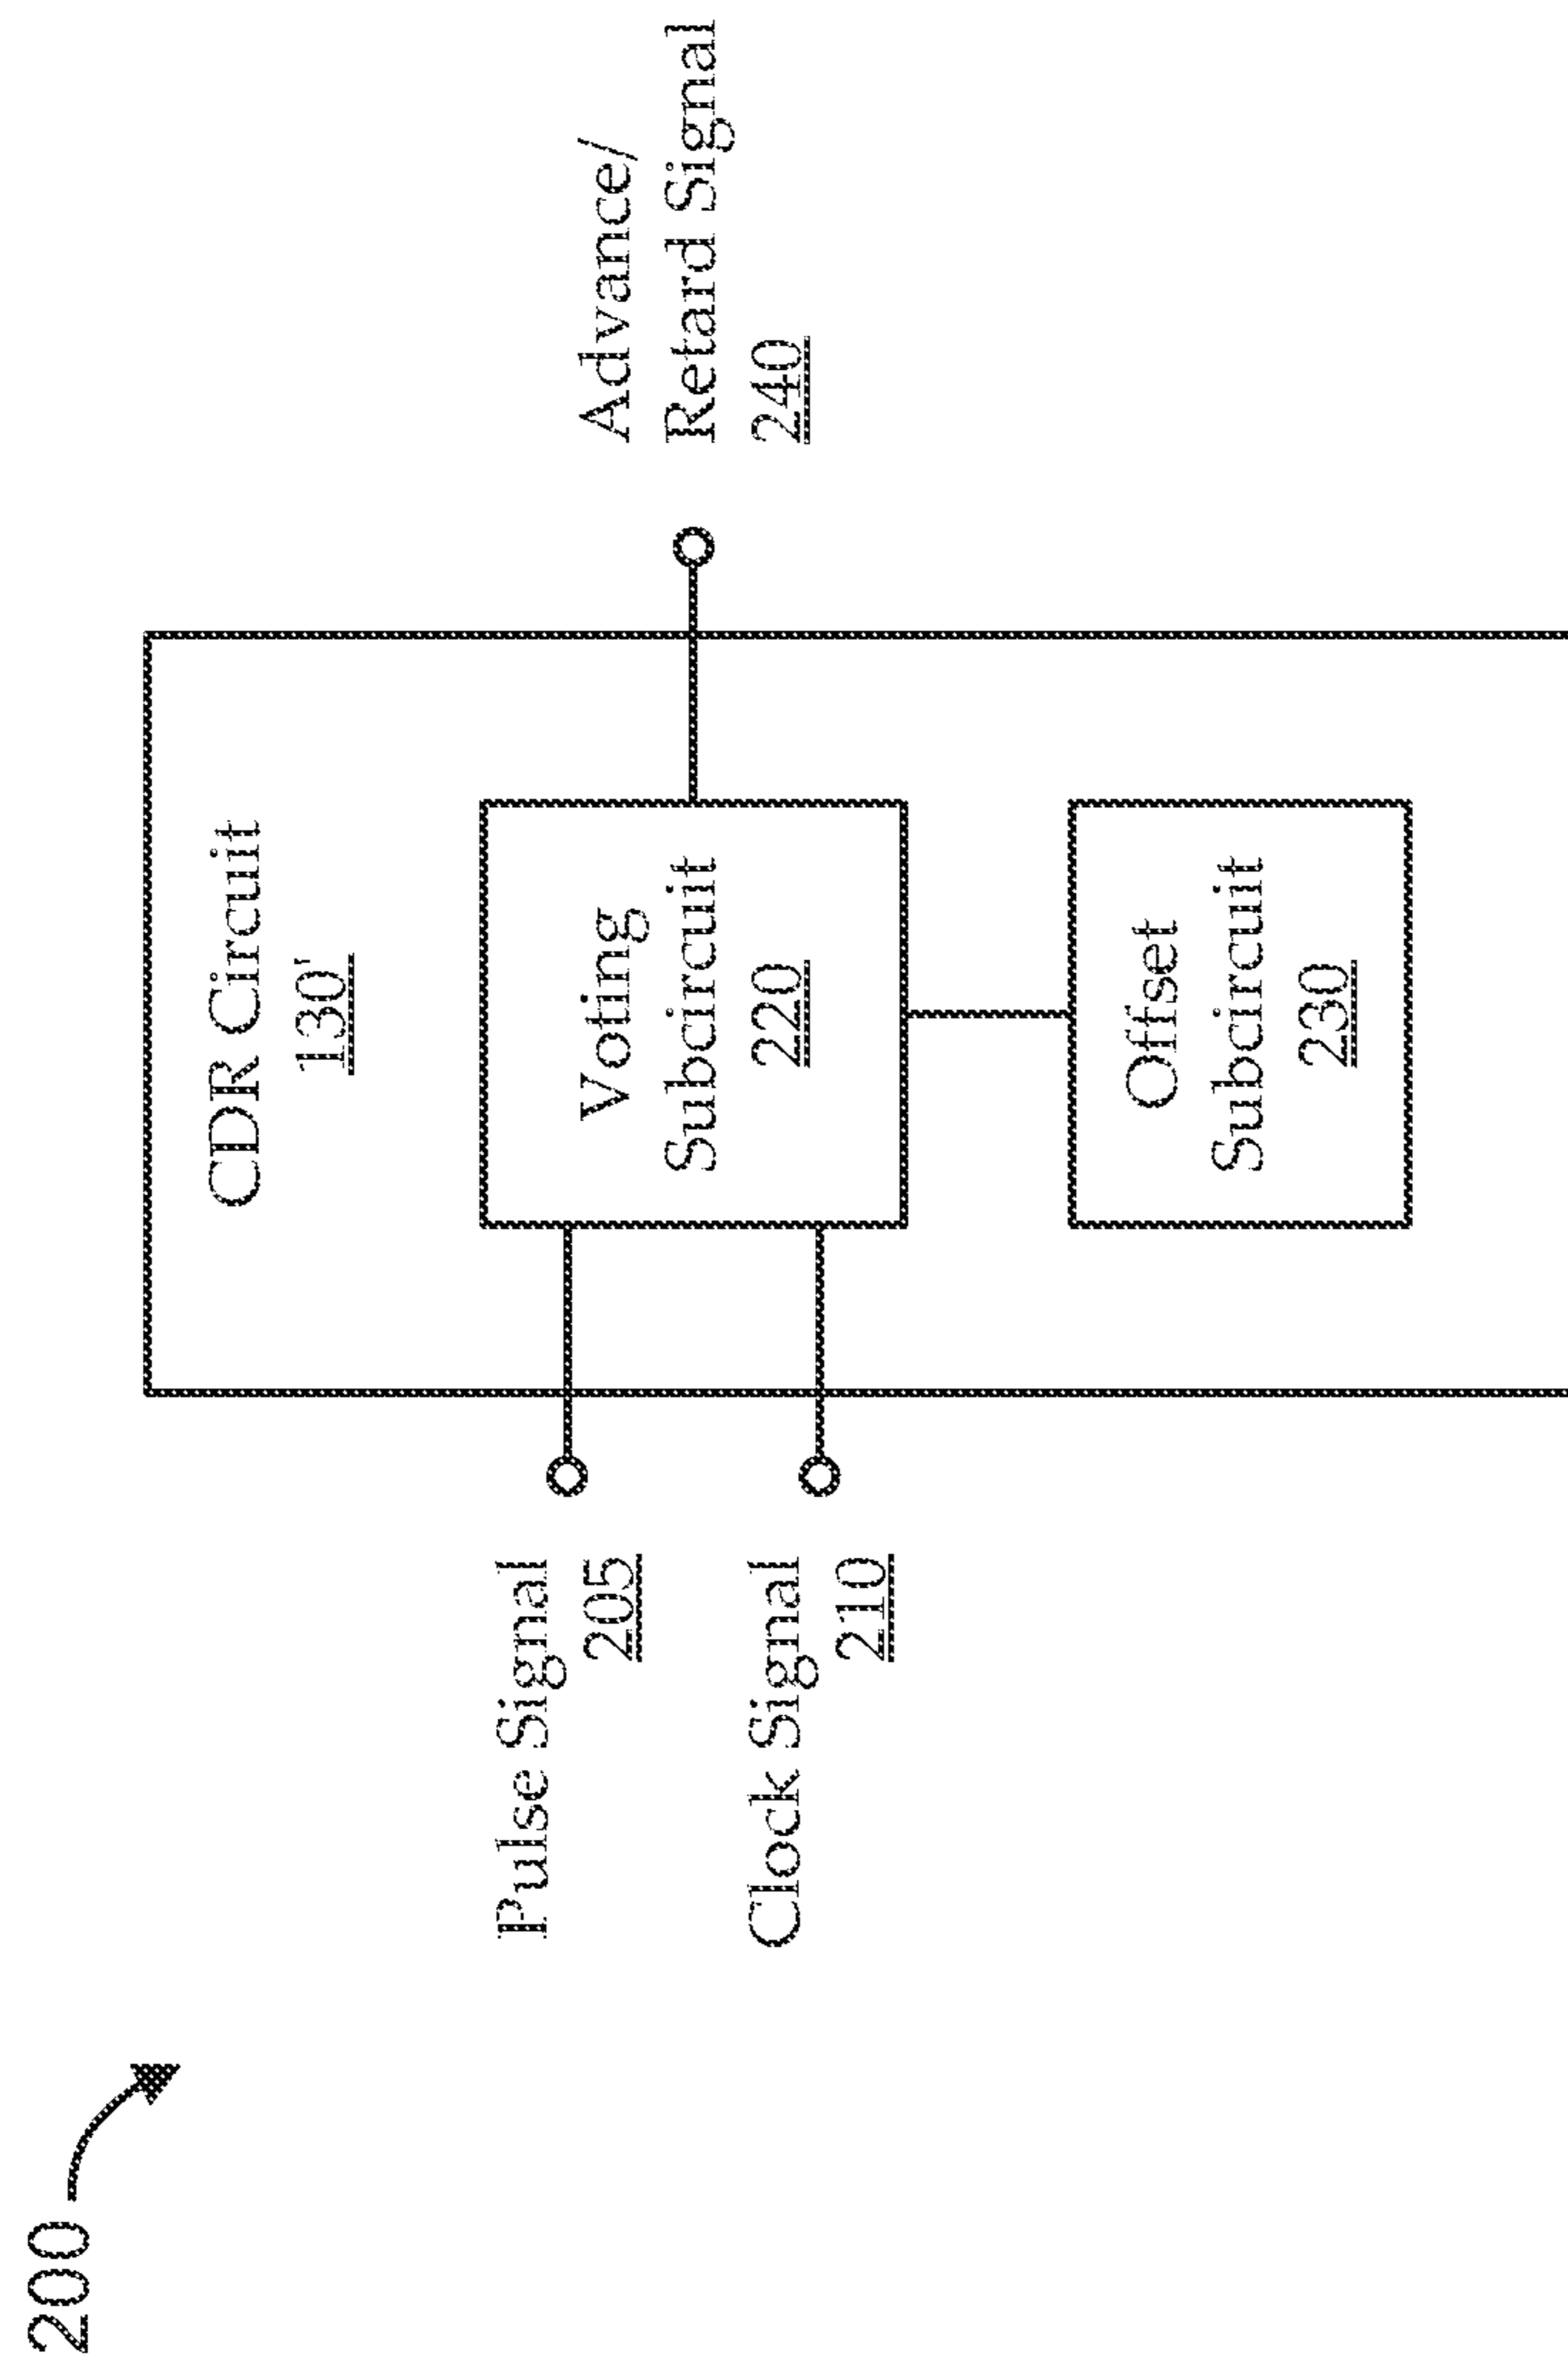 200
CDR Circuit
130'
Pulse Signal
205
Clock Signal
210
Voting
Subcircuit
220
Advance/
Retard Signal
240
Offset
Subcircuit
230